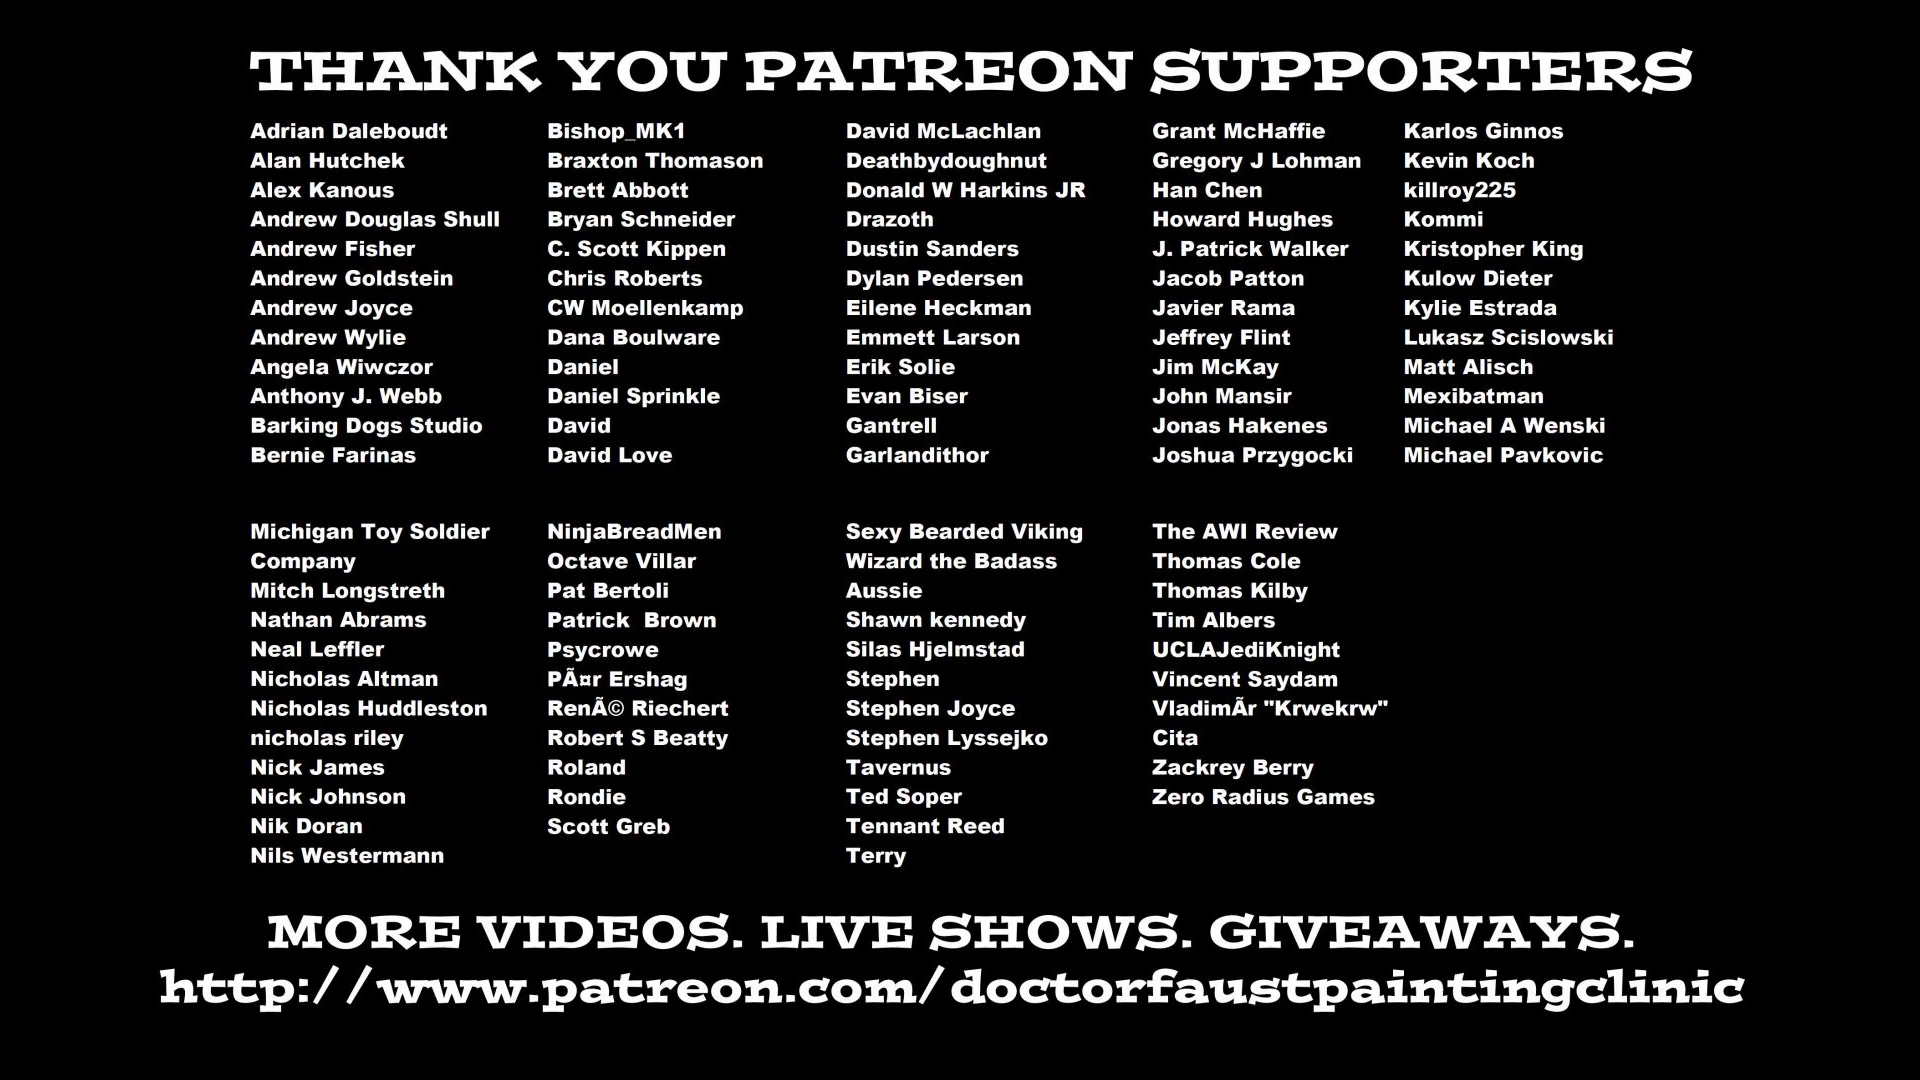 THANK YOU PATREON SUPPORTERS
Adrian Daleboudt
Alan Hutchek
Alex Kanous
Andrew Douglas Shull
Andrew Fisher
Andrew Goldstein
Andrew Joyce
Andrew Wylie
Angela Wiwczor
Anthony J. Webb
Barking Dogs Studio
Bernie Farinas
Bishop_MK1
Braxton Thomason
Brett Abbott
Bryan Schneider
C. Scott Kippen
Chris Roberts
CW Moellenkamp
Dana Boulware
Daniel
Daniel Sprinkle
David
David Love
David McLachlan
Deathbydoughnut
Donald W Harkins JR
Drazoth
Dustin Sanders
Dylan Pedersen
Eilene Heckman
Emmett Larson
Erik Solie
Evan Biser
Gantrell
Garlandithor
Grant McHaffie
Gregory J Lohman
Han Chen
Howard Hughes
J. Patrick Walker
Jacob Patton
Javier Rama
Jeffrey Flint
Jim McKay
John Mansir
Jonas Hakenes
Joshua Przygocki
Karlos Ginnos
Kevin Koch
killroy225
Kommi
Kristopher King
Kulow Dieter
Kylie Estrada
Lukasz Scislowski
Matt Alisch
Mexibatman
Michael A Wenski
Michael Pavkovic
Michigan Toy Soldier
Company
Mitch Longstreth
Nathan Abrams
Neal Leffler
Nicholas Altman
Nicholas Huddleston
nicholas riley
Nick James
Nick Johnson
Nik Doran
Nils Westermann
NinjaBreadMen
Octave Villar
Pat Bertoli
Patrick  Brown
Psycrowe
PÃ¤r Ershag
RenÃ© Riechert
Robert S Beatty
Roland
Rondie
Scott Greb
Sexy Bearded Viking
Wizard the Badass
Aussie
Shawn kennedy
Silas Hjelmstad
Stephen
Stephen Joyce
Stephen Lyssejko
Tavernus
Ted Soper
Tennant Reed
Terry
The AWI Review
Thomas Cole
Thomas Kilby
Tim Albers
UCLAJediKnight
Vincent Saydam
VladimÃr "Krwekrw"
Cita
Zackrey Berry
Zero Radius Games
MORE VIDEOS. LIVE SHOWS. GIVEAWAYS.
http://www.patreon.com/doctorfaustpaintingclinic